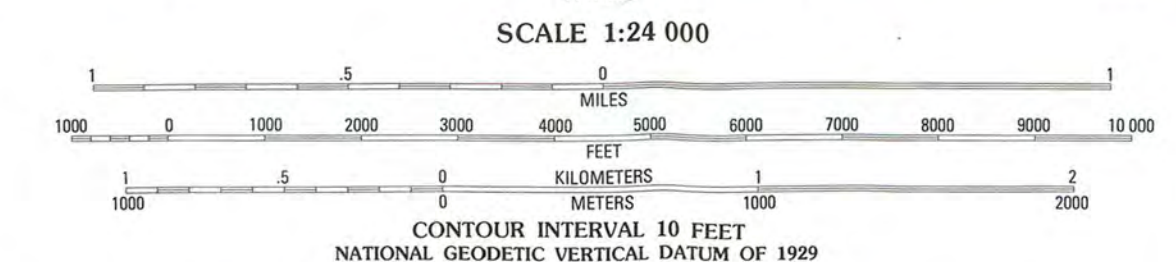 SCALE 1:24 000
1 .5 0 1
MILES
1000 0 1000 2000 3000 4000 5000 6000 7000 8000 9000 10 000
FEET
1 .5 0 KILOMETERS 1 2
1000 0 METERS 1000 2000
CONTOUR INTERVAL 10 FEET
NATIONAL GEODETIC VERTICAL DATUM OF 1929